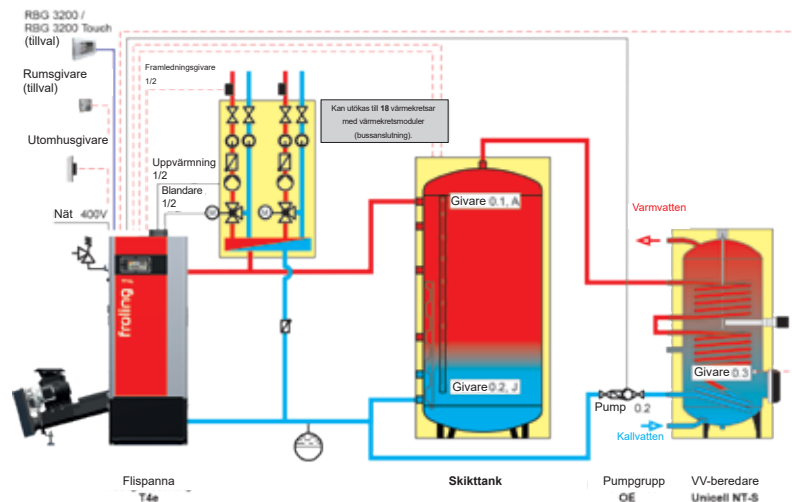 RBG 3200 /
RBG 3200 Touch
(tillval)
Rumsgivare
(tillval)
Utomhusgivare
Nät 400V
Framledningsgivare
1/2
Uppvärmning
1/2
Blandare
1/2
M
M
Kan utökas till 18 värmekretsar
med värmekretsmoduler
(bussanslutning).
Givare 0.1, A
Givare 0.2, J
Varmvatten
Givare 0.3
Pump 0.2
Kallvatten
froling
Flispanna
T4e
Skikttank
Pumpgrupp
OE
VV-beredare
Unicell NT-S